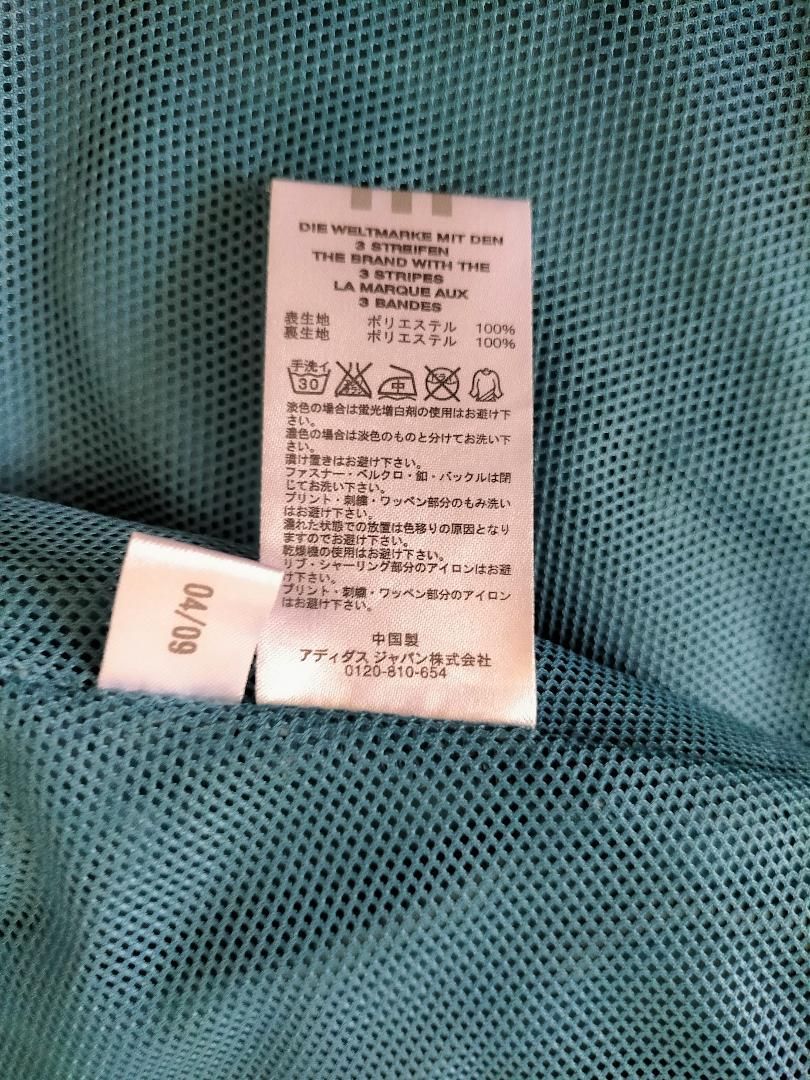 DIE WELTMARKE MIT DEN
3 STREIFEN
THE BRAND WITH THE
3 STRIPES
LA MARQUE AUX
3 BANDES
表生地 ポリエステル 100%
裏生地 ポリエステル 100%
手洗イ
30
中
淡色の場合は蛍光増白剤の使用はお避け下
さい。
濃色の場合は淡色のものと分けてお洗い下
さい。
漬け置きはお避け下さい。
ファスナー・ベルクロ・釦・バックルは閉
じてお洗い下さい。
プリント・刺繍・ワッペン部分のもみ洗い
はお避け下さい。
濡れた状態での放置は色移りの原因となり
ますのでお避け下さい。
乾燥機の使用はお避け下さい。
リブ・シャーリング部分のアイロンはお避
け下さい。
プリント・刺繍・ワッペン部分のアイロン
はお避け下さい。
中国製
アディダス ジャパン株式会社
0120-810-654
04/09